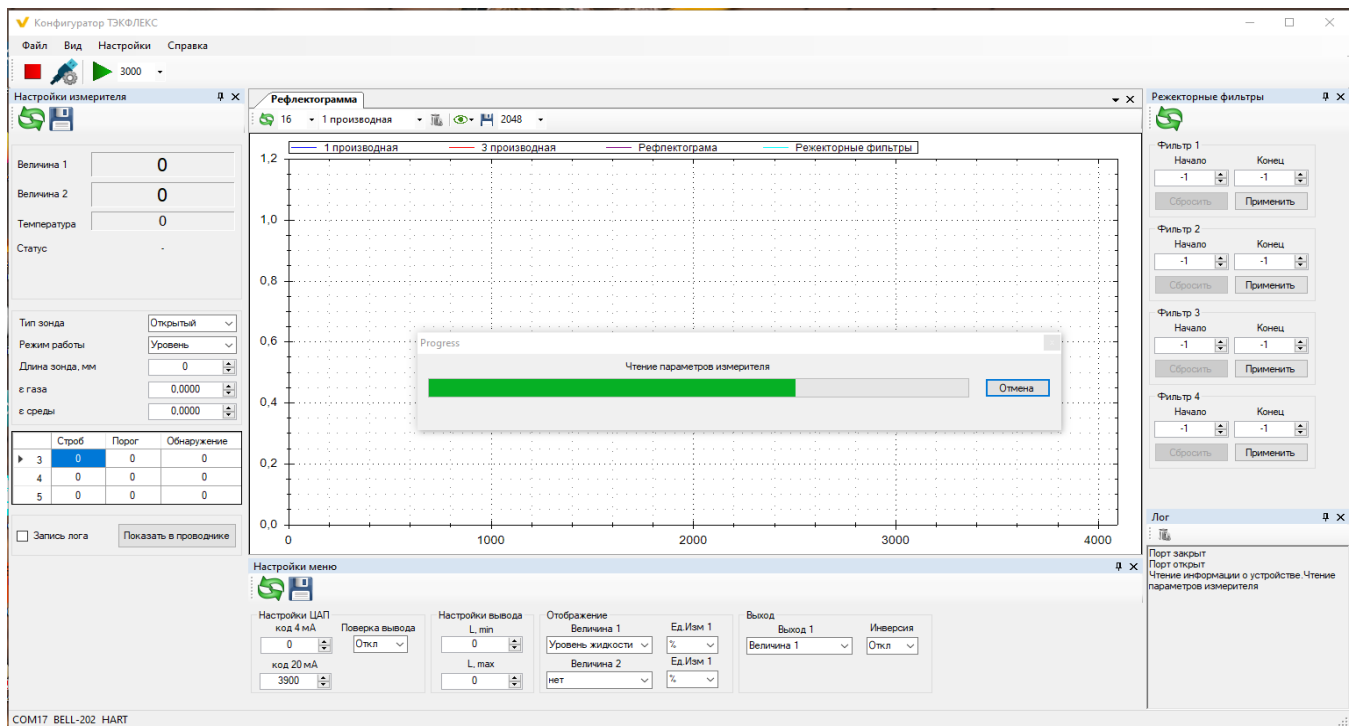 Конфигуратор ТЭКФЛЕКС
Файл Вид Настройки Справка
3000
Настройки измерителя
Величина 1 0
Величина 2 0
Температура 0
Статус -
Тип зонда Открытый
Режим работы Уровень
Длина зонда, мм 0
ε газа 0,0000
ε среды 0,0000
Строб Порог Обнаружение
3 0 0 0
4 0 0 0
5 0 0 0
Запись лога Показать в проводнике
Рефлектограмма
16 1 производная 2048
1 производная 3 производная Рефлектограма Режекторные фильтры
1,2
1,0
0,8
0,6
0,4
0,2
0,0
0 1000 2000 3000 4000
Progress
Чтение параметров измерителя
Отмена
Настройки меню
Настройки ЦАП
код 4 мА Поверка вывода
0 Откл
код 20 мА
3900
Настройки вывода
L, min
0
L, max
0
Отображение
Величина 1 Ед.Изм 1
Уровень жидкости %
Величина 2 Ед.Изм 1
нет %
Выход
Выход 1 Инверсия
Величина 1 Откл
Режекторные фильтры
Фильтр 1
Начало Конец
-1 -1
Сбросить Применить
Фильтр 2
Начало Конец
-1 -1
Сбросить Применить
Фильтр 3
Начало Конец
-1 -1
Сбросить Применить
Фильтр 4
Начало Конец
-1 -1
Сбросить Применить
Лог
Порт закрыт
Порт открыт
Чтение информации о устройстве.Чтение
параметров измерителя
COM17 BELL-202 HART